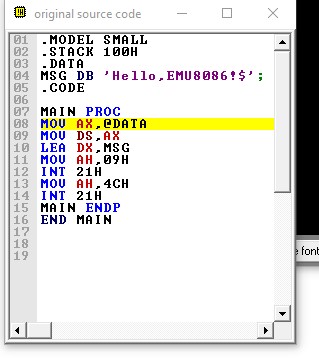 original source code
01 .MODEL SMALL
02 .STACK 100H
03 .DATA
04 MSG DB 'Hello,EMU8086!$';
05 .CODE
06
07 MAIN PROC
08 MOV AX,@DATA
09 MOV DS,AX
10 LEA DX,MSG
11 MOV AH,09H
12 INT 21H
13 MOV AH,4CH
14 INT 21H
15 MAIN ENDP
16 END MAIN
17
18
19
font